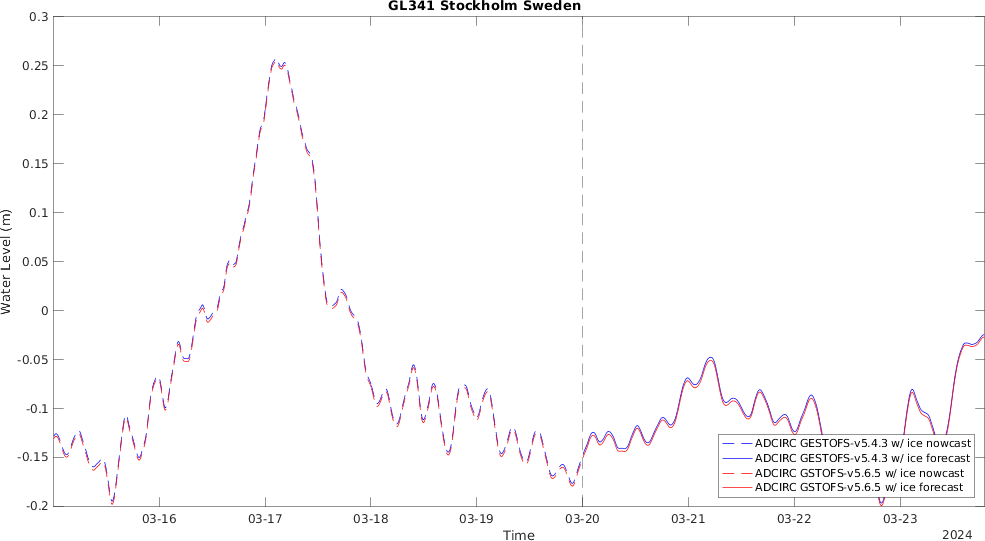 GL341 Stockholm Sweden
0.3
0.25
0.2
0.15
0.1
0.05
0
-0.05
-0.1
-0.15
-0.2
Water Level (m)
ADCIRC GESTOFS-v5.4.3 w/ ice nowcast
ADCIRC GESTOFS-v5.4.3 w/ ice forecast
ADCIRC GSTOFS-v5.6.5 w/ ice nowcast
ADCIRC GSTOFS-v5.6.5 w/ ice forecast
03-16 03-17 03-18 03-19 03-20 03-21 03-22 03-23
Time
2024